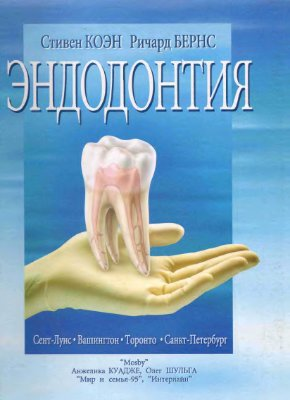 Стивен КОЭН Ричард БЕРНС
ЭНДОДОНТИЯ
Сент-Луис • Вашингтон • Торонто • Санкт-Петербург
"Mosby"
Анжелика КУАДЖЕ, Олег ШУЛЬГА
"Мир и семья-95", "Интерлайн"